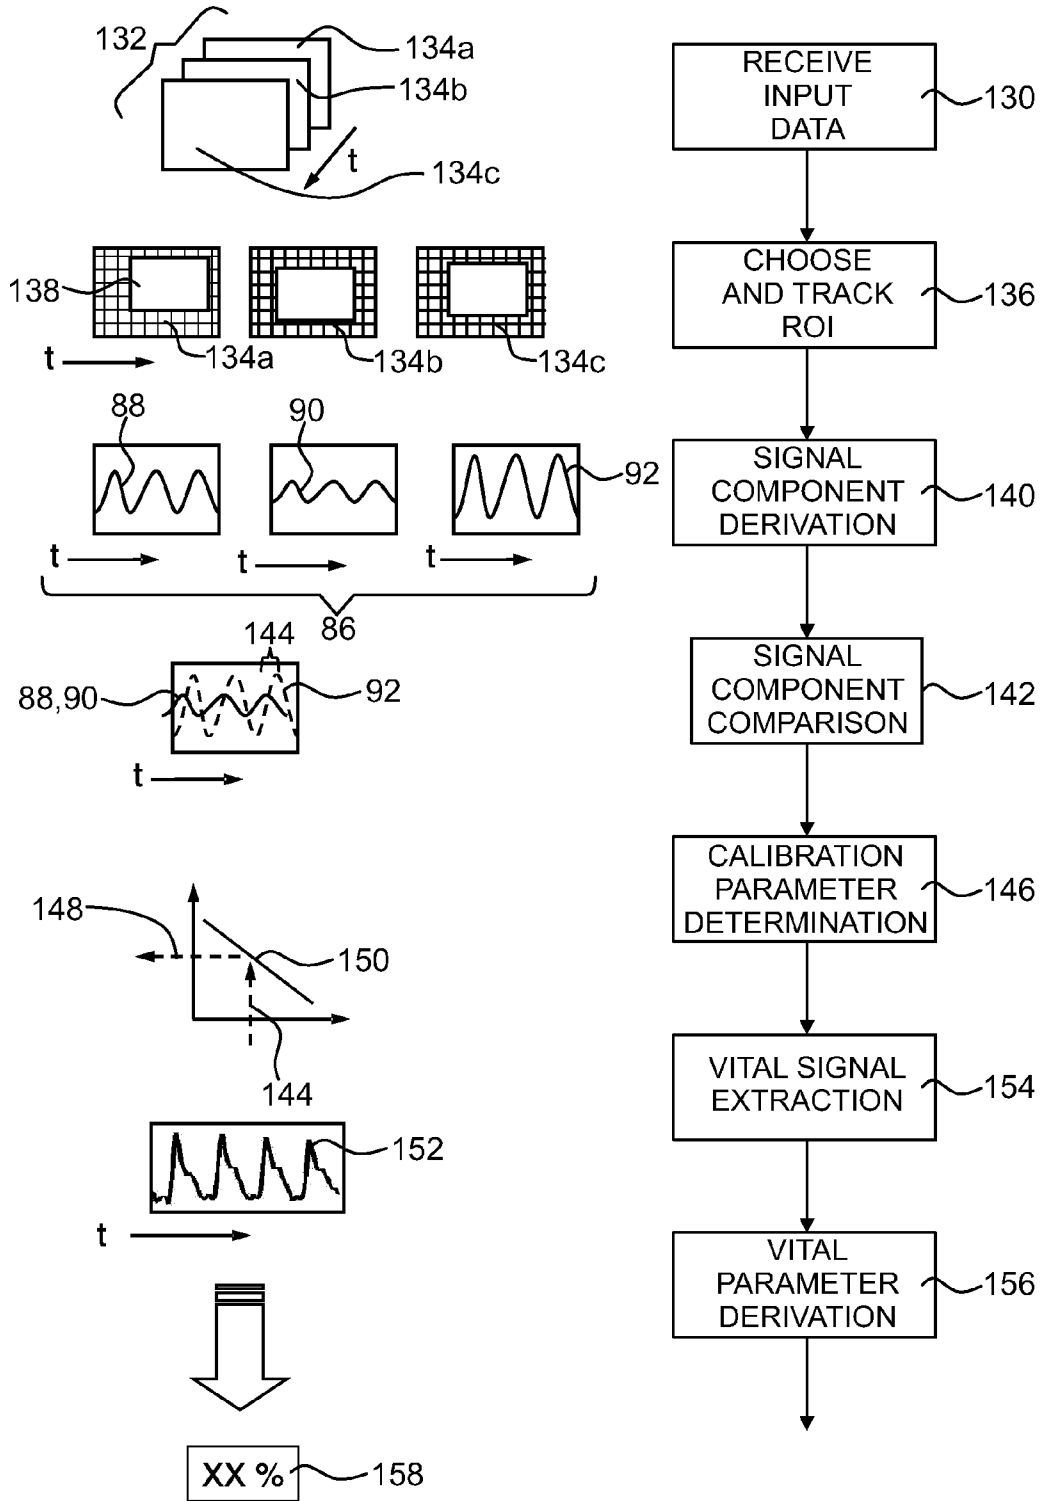 132
134a
134b
t
134c
RECEIVE
INPUT
DATA
130
138
134a
134b
134c
t
CHOOSE
AND TRACK
ROI
136
88
90
92
t
t
t
86
SIGNAL
COMPONENT
DERIVATION
140
144
88,90
92
t
SIGNAL
COMPONENT
COMPARISON
142
148
150
144
CALIBRATION
PARAMETER
DETERMINATION
146
152
t
VITAL SIGNAL
EXTRACTION
154
VITAL
PARAMETER
DERIVATION
156
XX %
158